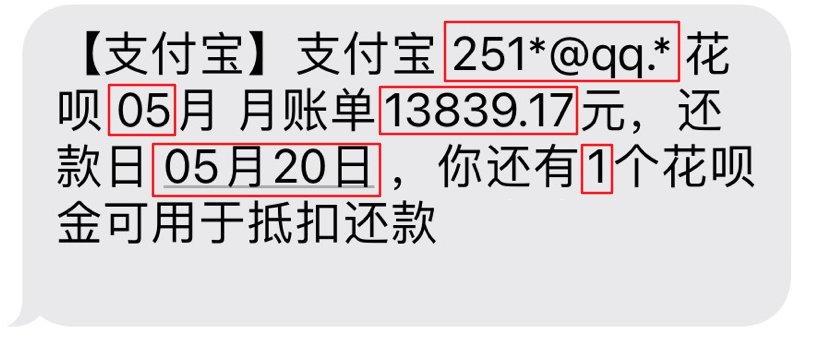 【支付宝】支付宝 251*@qq.* 花
呗 05月 月账单13839.17元，还
款日 05月20日 ，你还有1个花呗
金可用于抵扣还款